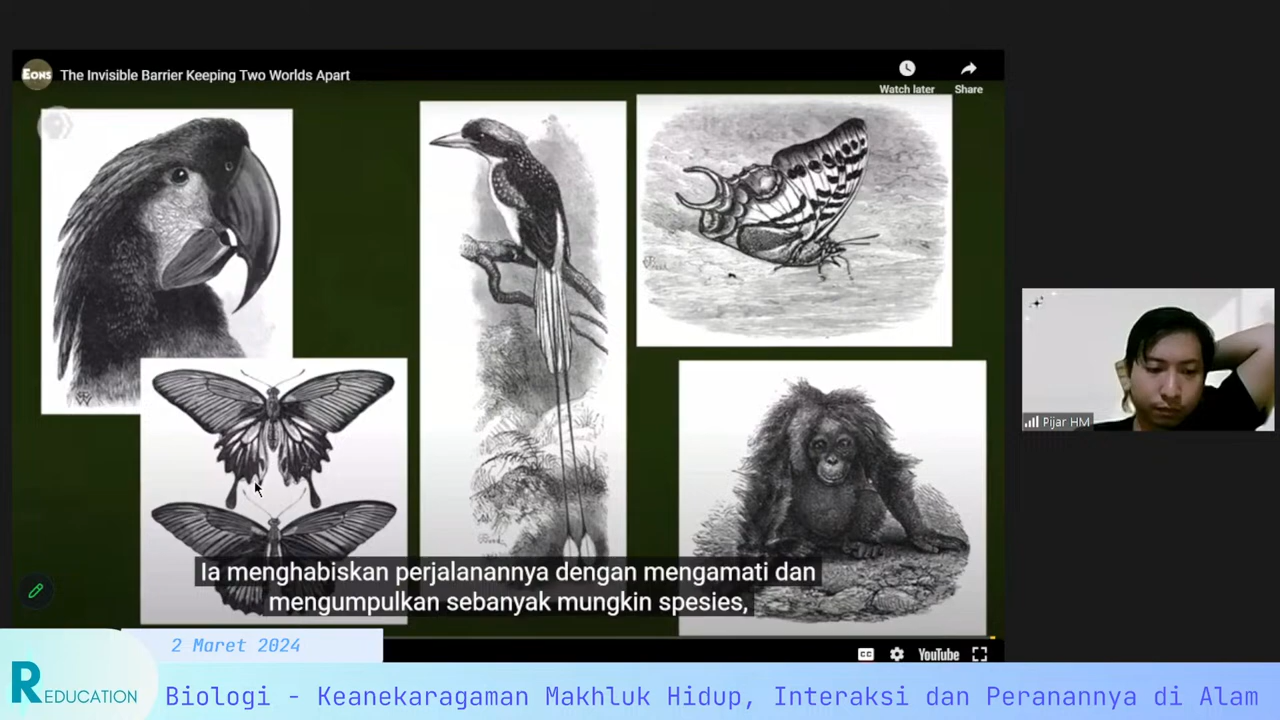 EONS The Invisible Barrier Keeping Two Worlds Apart
Watch later
Share
Pijar HM
Ia menghabiskan perjalanannya dengan mengamati dan
mengumpulkan sebanyak mungkin spesies,
CC
YouTube
2 Maret 2024
REDUCATION
Biologi - Keanekaragaman Makhluk Hidup, Interaksi dan Peranannya di Alam